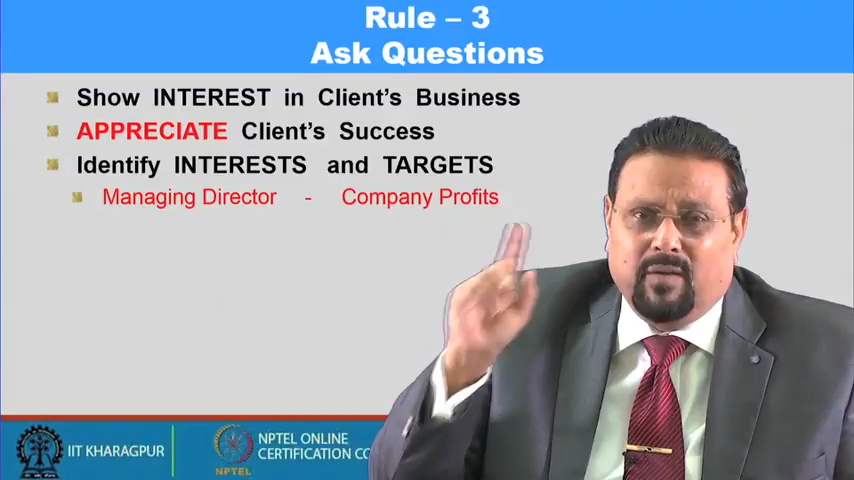 Rule – 3
Ask Questions
Show INTEREST in Client's Business
APPRECIATE Client's Success
Identify INTERESTS and TARGETS
Managing Director - Company Profits
IIT KHARAGPUR
NPTEL ONLINE
CERTIFICATION CO
NPTEL